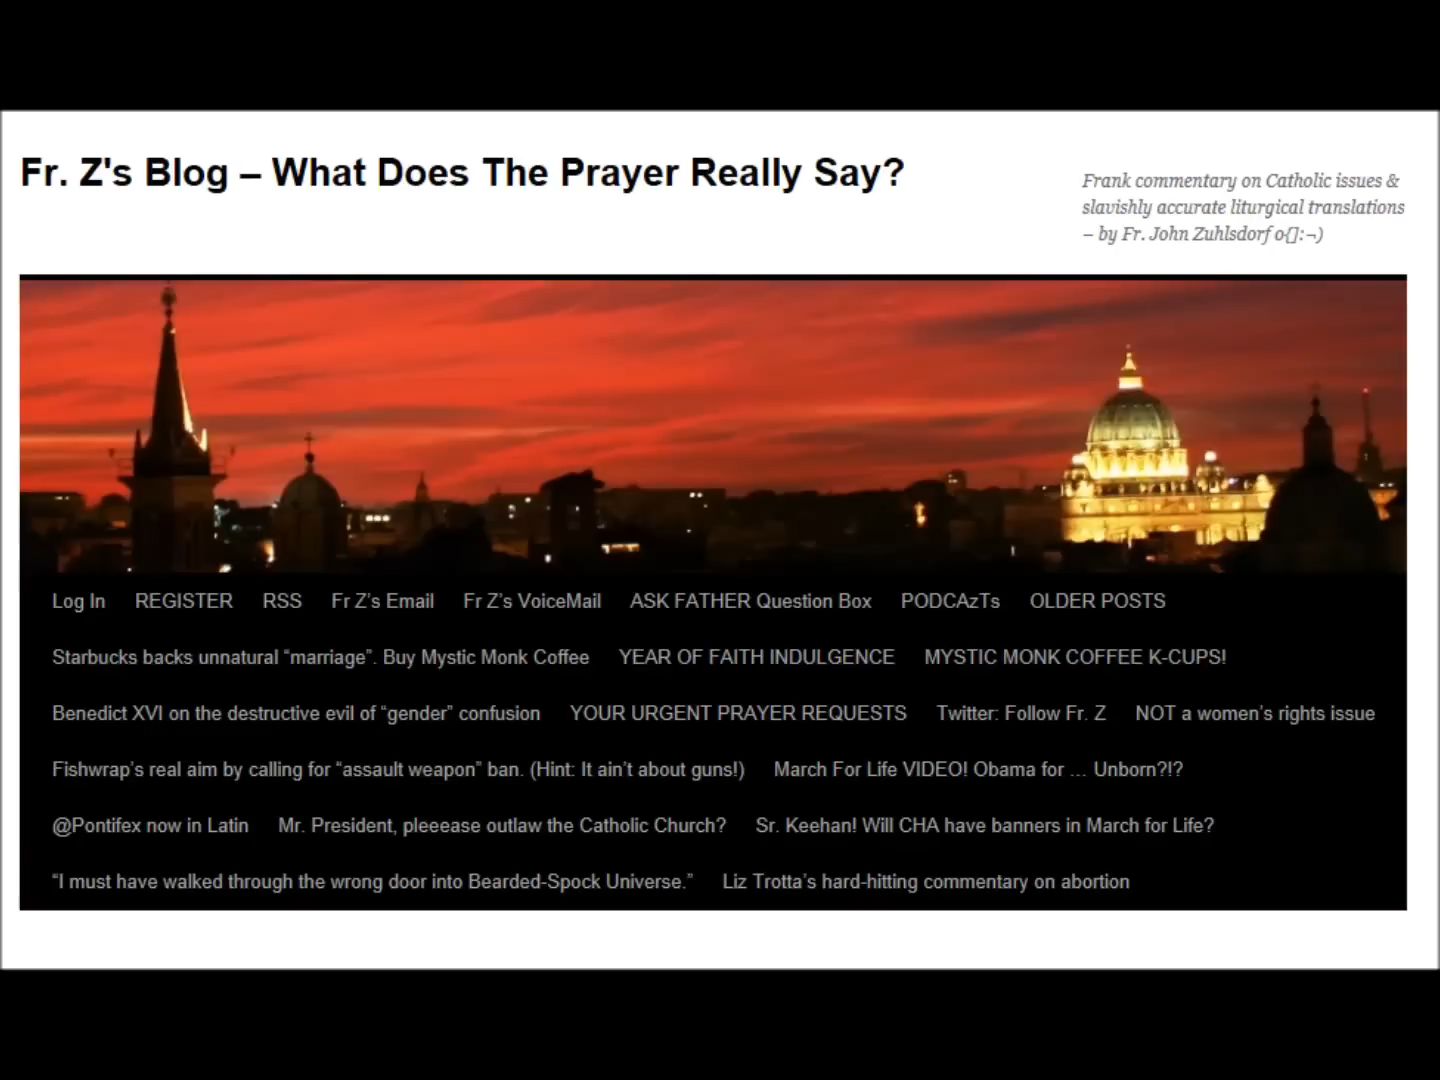 Fr. Z's Blog – What Does The Prayer Really Say?
Frank commentary on Catholic issues &
slavishly accurate liturgical translations
– by Fr. John Zuhlsdorf o{]:¬)
Log In REGISTER RSS Fr Z’s Email Fr Z’s VoiceMail ASK FATHER Question Box PODCAzTs OLDER POSTS
Starbucks backs unnatural “marriage”. Buy Mystic Monk Coffee YEAR OF FAITH INDULGENCE MYSTIC MONK COFFEE K-CUPS!
Benedict XVI on the destructive evil of “gender” confusion YOUR URGENT PRAYER REQUESTS Twitter: Follow Fr. Z NOT a women’s rights issue
Fishwrap’s real aim by calling for “assault weapon” ban. (Hint: It ain’t about guns!) March For Life VIDEO! Obama for … Unborn?!?
@Pontifex now in Latin Mr. President, pleeease outlaw the Catholic Church? Sr. Keehan! Will CHA have banners in March for Life?
“I must have walked through the wrong door into Bearded-Spock Universe.” Liz Trotta’s hard-hitting commentary on abortion